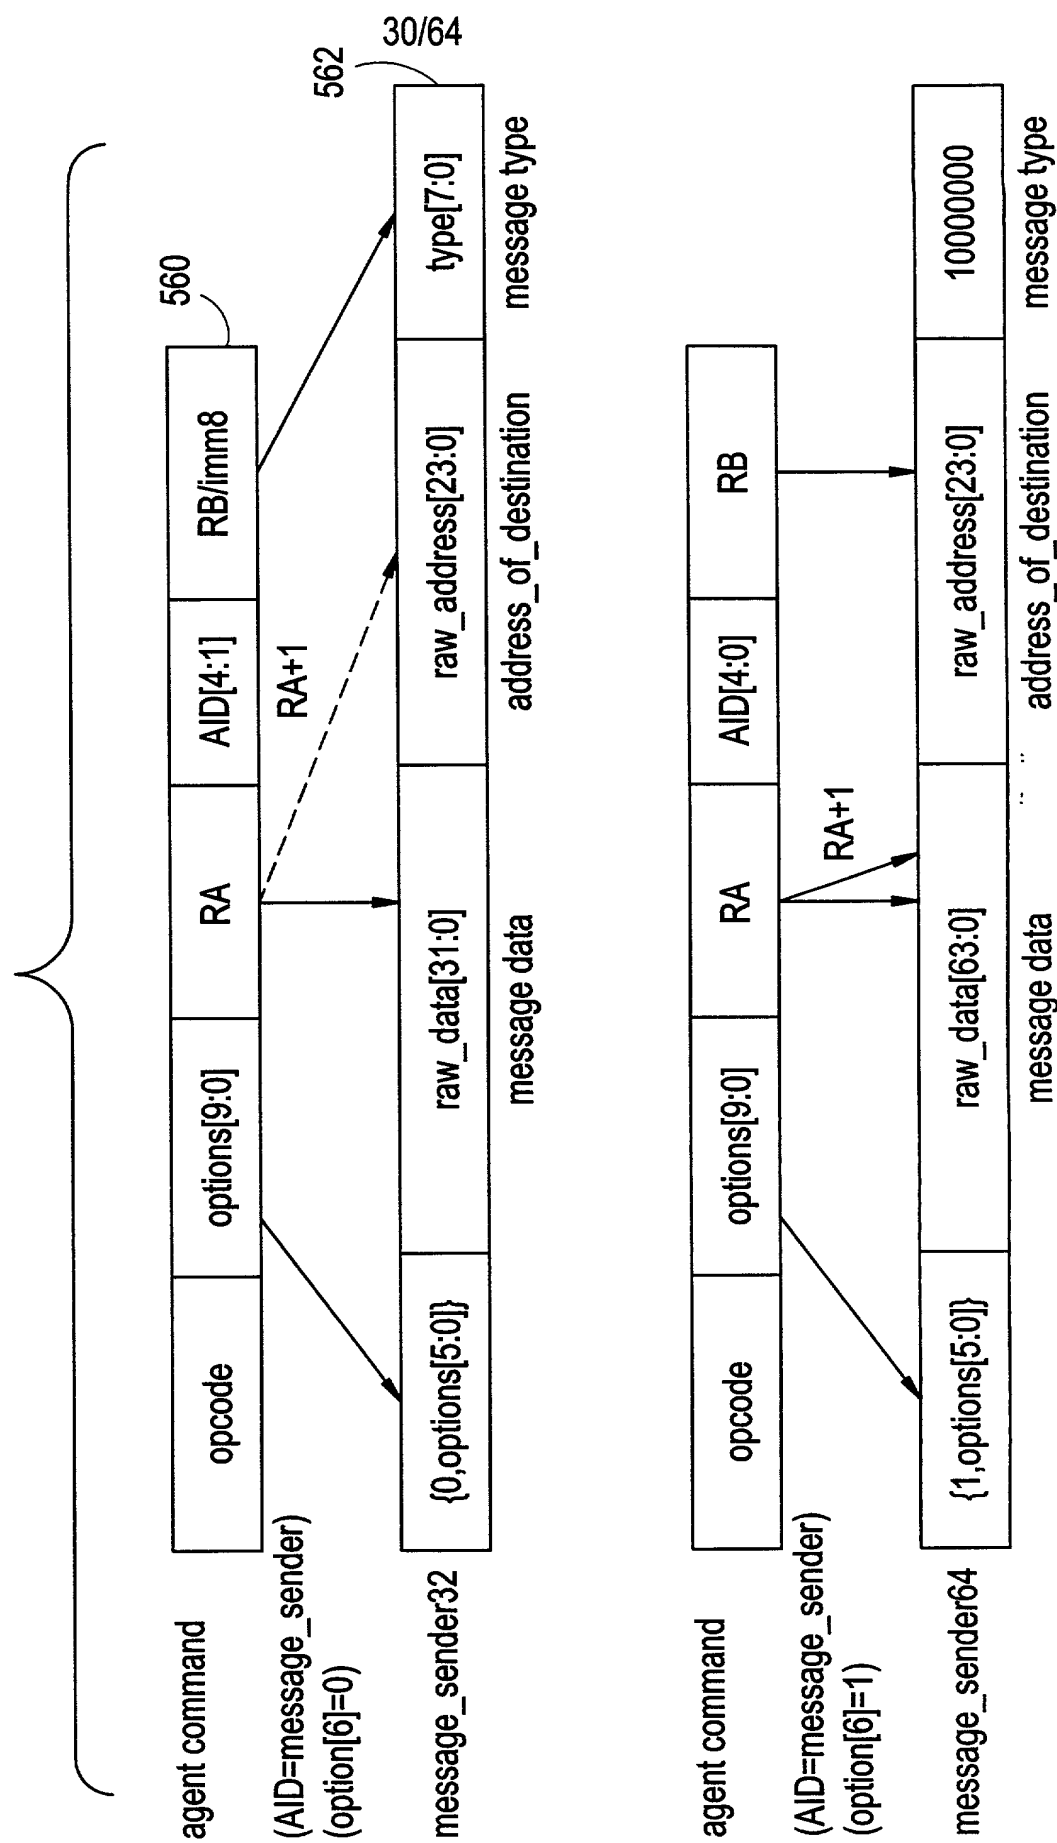 30/64
562
560
agent command
opcode
options[9:0]
RA
AID[4:1]
RB/imm8
(AID=message_sender)
(option[6]=0)
RA+1
message_sender32
{0,options[5:0]}
raw_data[31:0]
raw_address[23:0]
type[7:0]
message data
address_of_destination
message type
agent command
opcode
options[9:0]
RA
AID[4:0]
RB
(AID=message_sender)
(option[6]=1)
RA+1
message_sender64
{1,options[5:0]}
raw_data[63:0]
raw_address[23:0]
10000000
message data
address_of_destination
message type